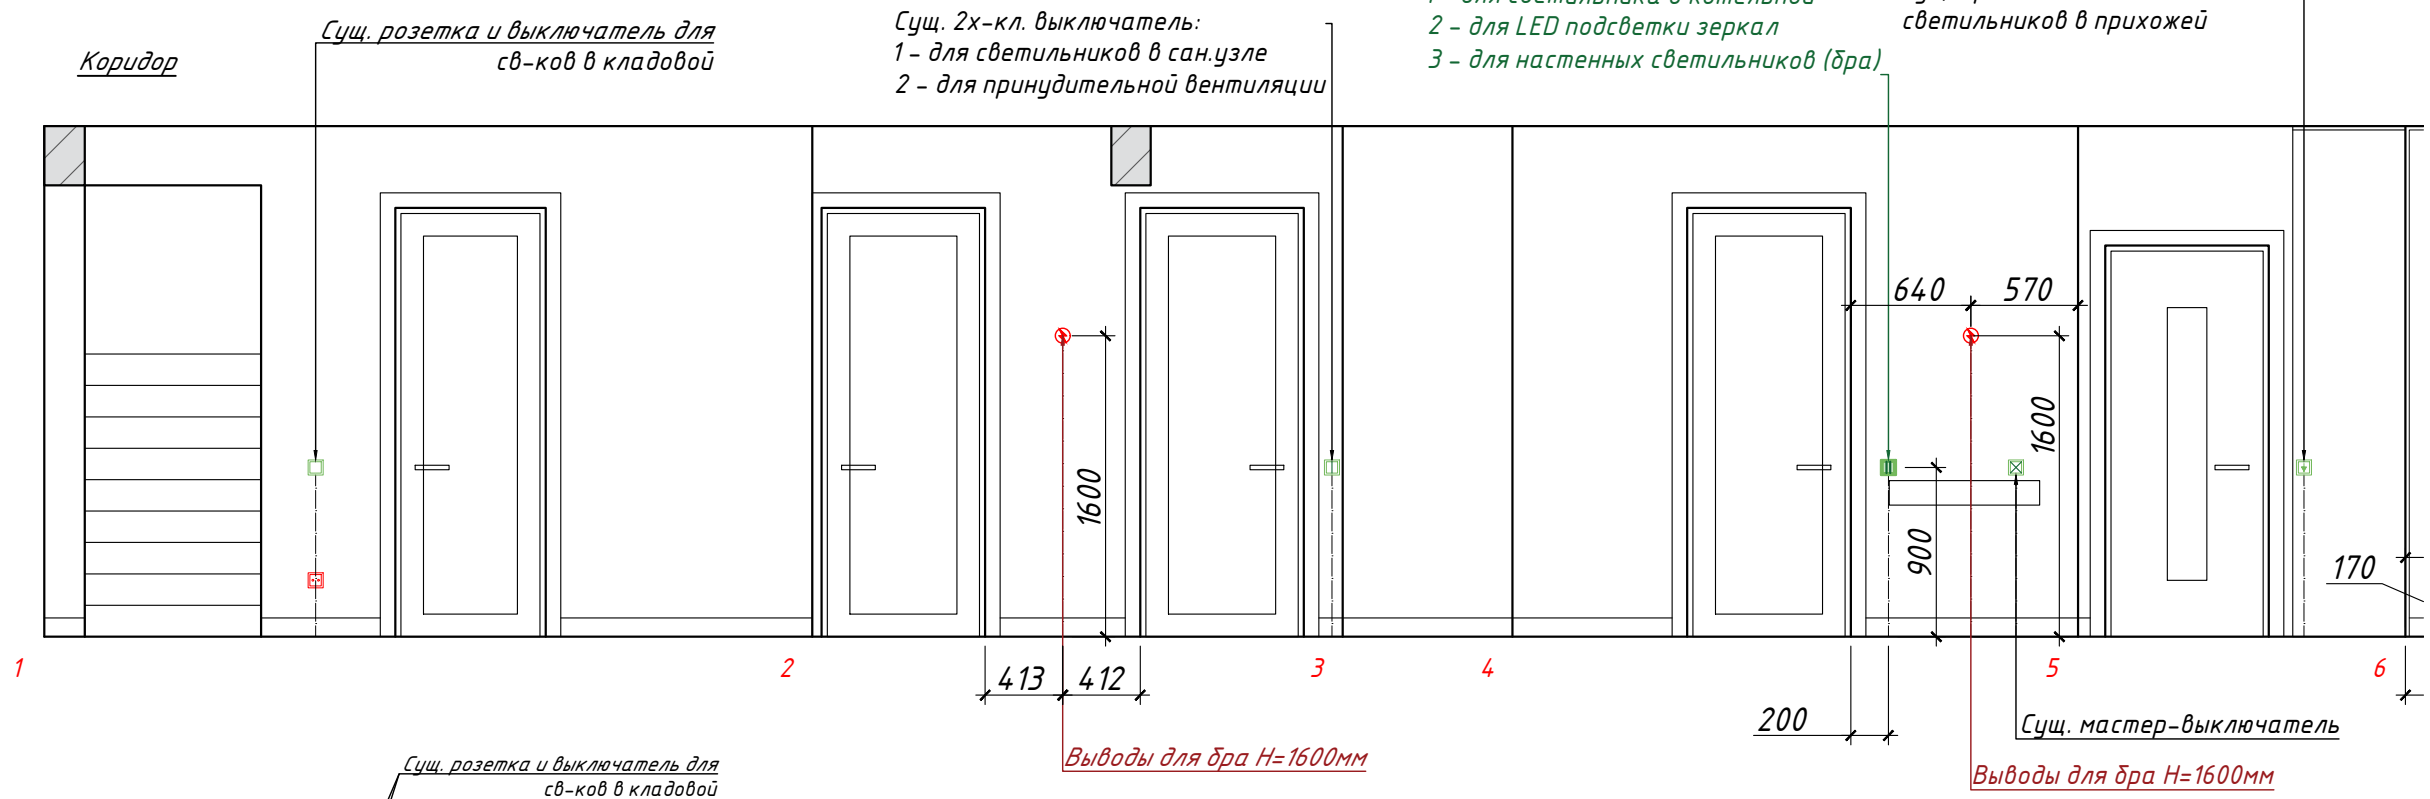 Коридор
Сущ. розетка и выключатель для
св-ков в кладовой
Сущ. 2х-кл. выключатель:
1 - для светильников в сан.узле
2 - для принудительной вентиляции
2 - для LED подсветки зеркал
3 - для настенных светильников (бра)
светильников в прихожей
640
570
1600
1600
900
170
1
2
3
4
5
6
413
412
200
Сущ. мастер-выключатель
Выводы для бра H=1600мм
Выводы для бра H=1600мм
Сущ. розетка и выключатель для
св-ков в кладовой